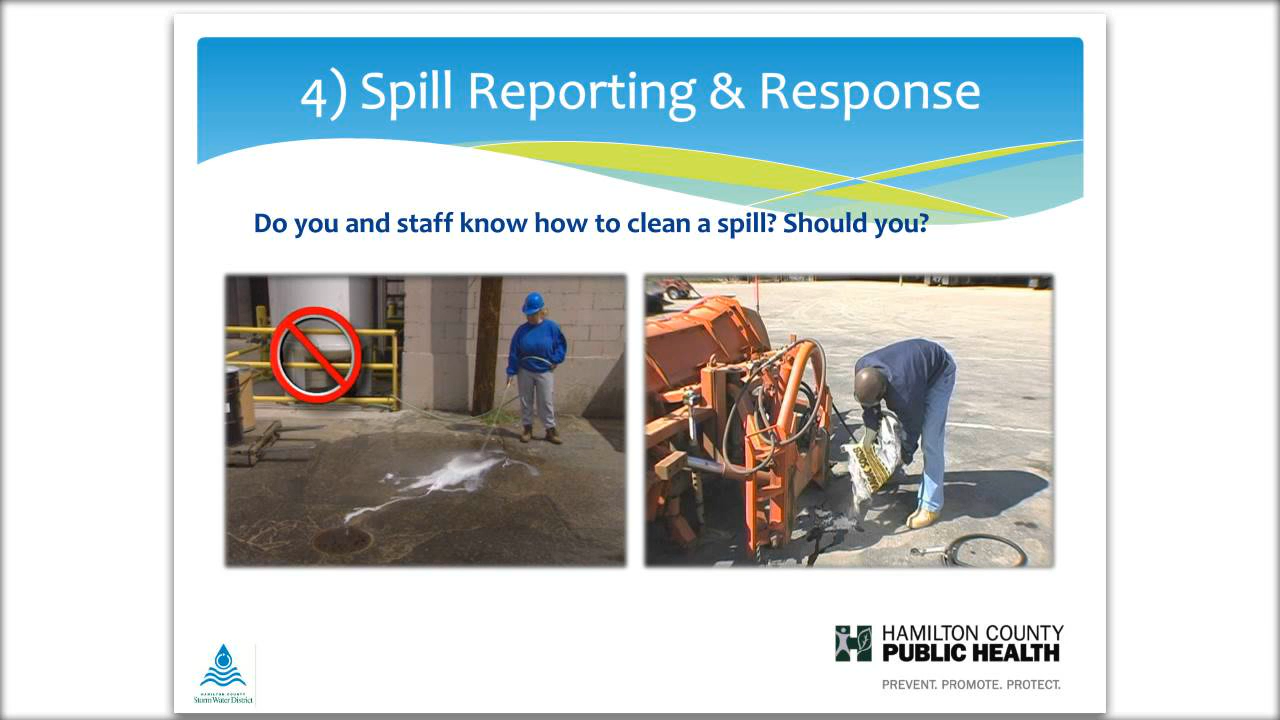 4) Spill Reporting & Response
Do you and staff know how to clean a spill? Should you?
HAMILTON COUNTY
PUBLIC HEALTH
PREVENT. PROMOTE. PROTECT.
HAMILTON COUNTY
Storm Water District